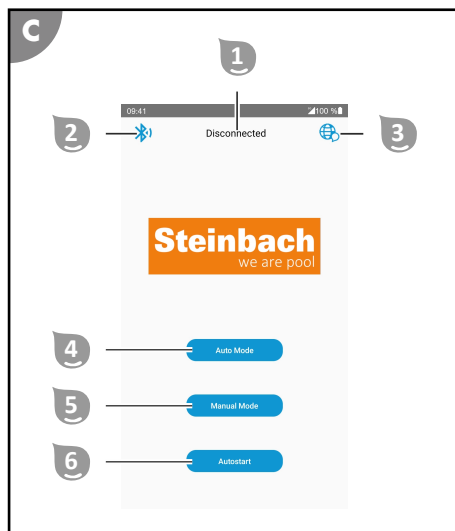 C
1
09:41 100 %
2 Disconnected 3
Steinbach
we are pool
4 Auto Mode
5 Manual Mode
6 Autostart